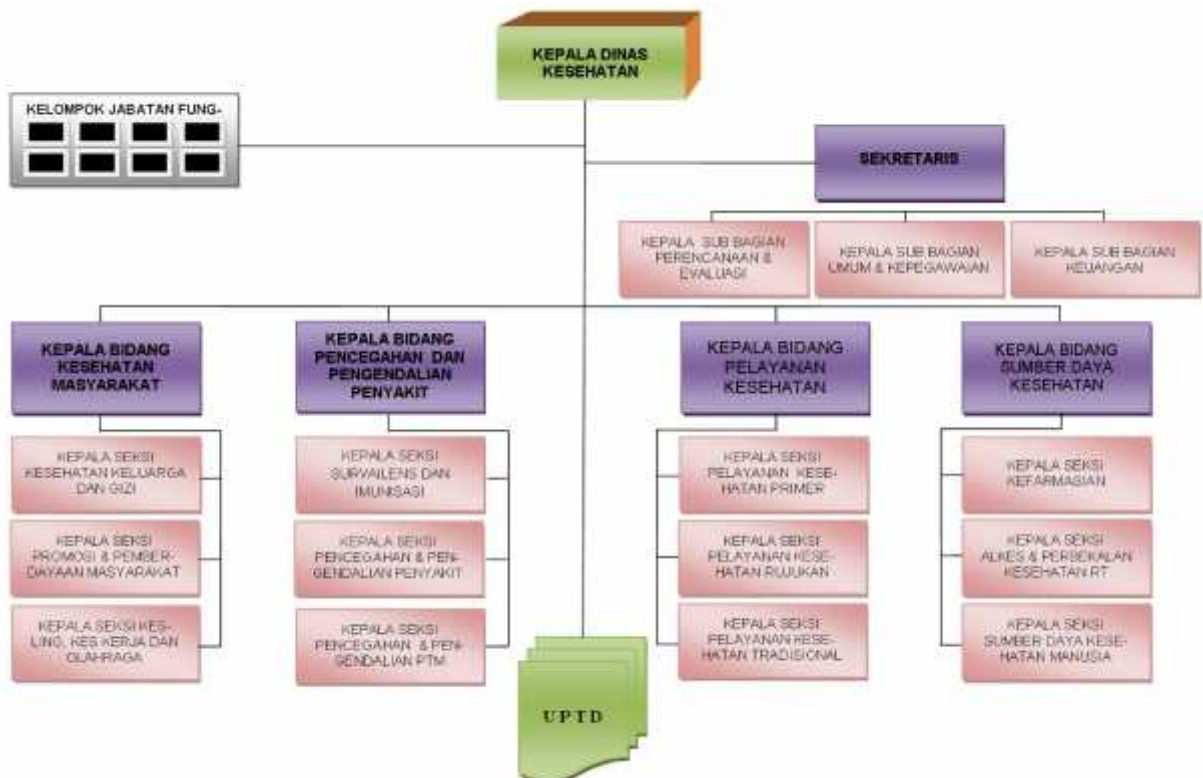 KEPALA DINAS
KESEHATAN
KELOMPOK JABATAN FUNG-
SEKRETARIS
KEPALA SUB BAGIAN
PERENCANAAN &
EVALUASI
KEPALA SUB BAGIAN
UMUM & KEPEGAWAIAN
KEPALA SUB BAGIAN
KEUANGAN
KEPALA BIDANG
KESEHATAN
MASYARAKAT
KEPALA BIDANG
PENCEGAHAN DAN
PENGENDALIAN
PENYAKIT
KEPALA BIDANG
PELAYANAN
KESEHATAN
KEPALA BIDANG
SUMBER DAYA
KESEHATAN
KEPALA SEKSI
KESEHATAN KELUARGA
DAN GIZI
KEPALA SEKSI
SURVAILENS DAN
IMUNISASI
KEPALA SEKSI
PELAYANAN KESE-
HATAN PRIMER
KEPALA SEKSI
KEFARMASIAN
KEPALA SEKSI
PROMOSI & PEMBER-
DAYAAN MASYARAKAT
KEPALA SEKSI
PENCEGAHAN & PEN-
GENDALIAN PENYAKIT
KEPALA SEKSI
PELAYANAN KESE-
HATAN RUJUKAN
KEPALA SEKSI
ALKES & PERBEKALAN
KESEHATAN RT
KEPALA SEKSI KES-
LING, KES KERJA DAN
OLAHRAGA
KEPALA SEKSI
PENCEGAHAN & PEN-
GENDALIAN PTM
KEPALA SEKSI
PELAYANAN KESE-
HATAN TRADISIONAL
KEPALA SEKSI
SUMBER DAYA KESE-
HATAN MANUSIA
UPTD